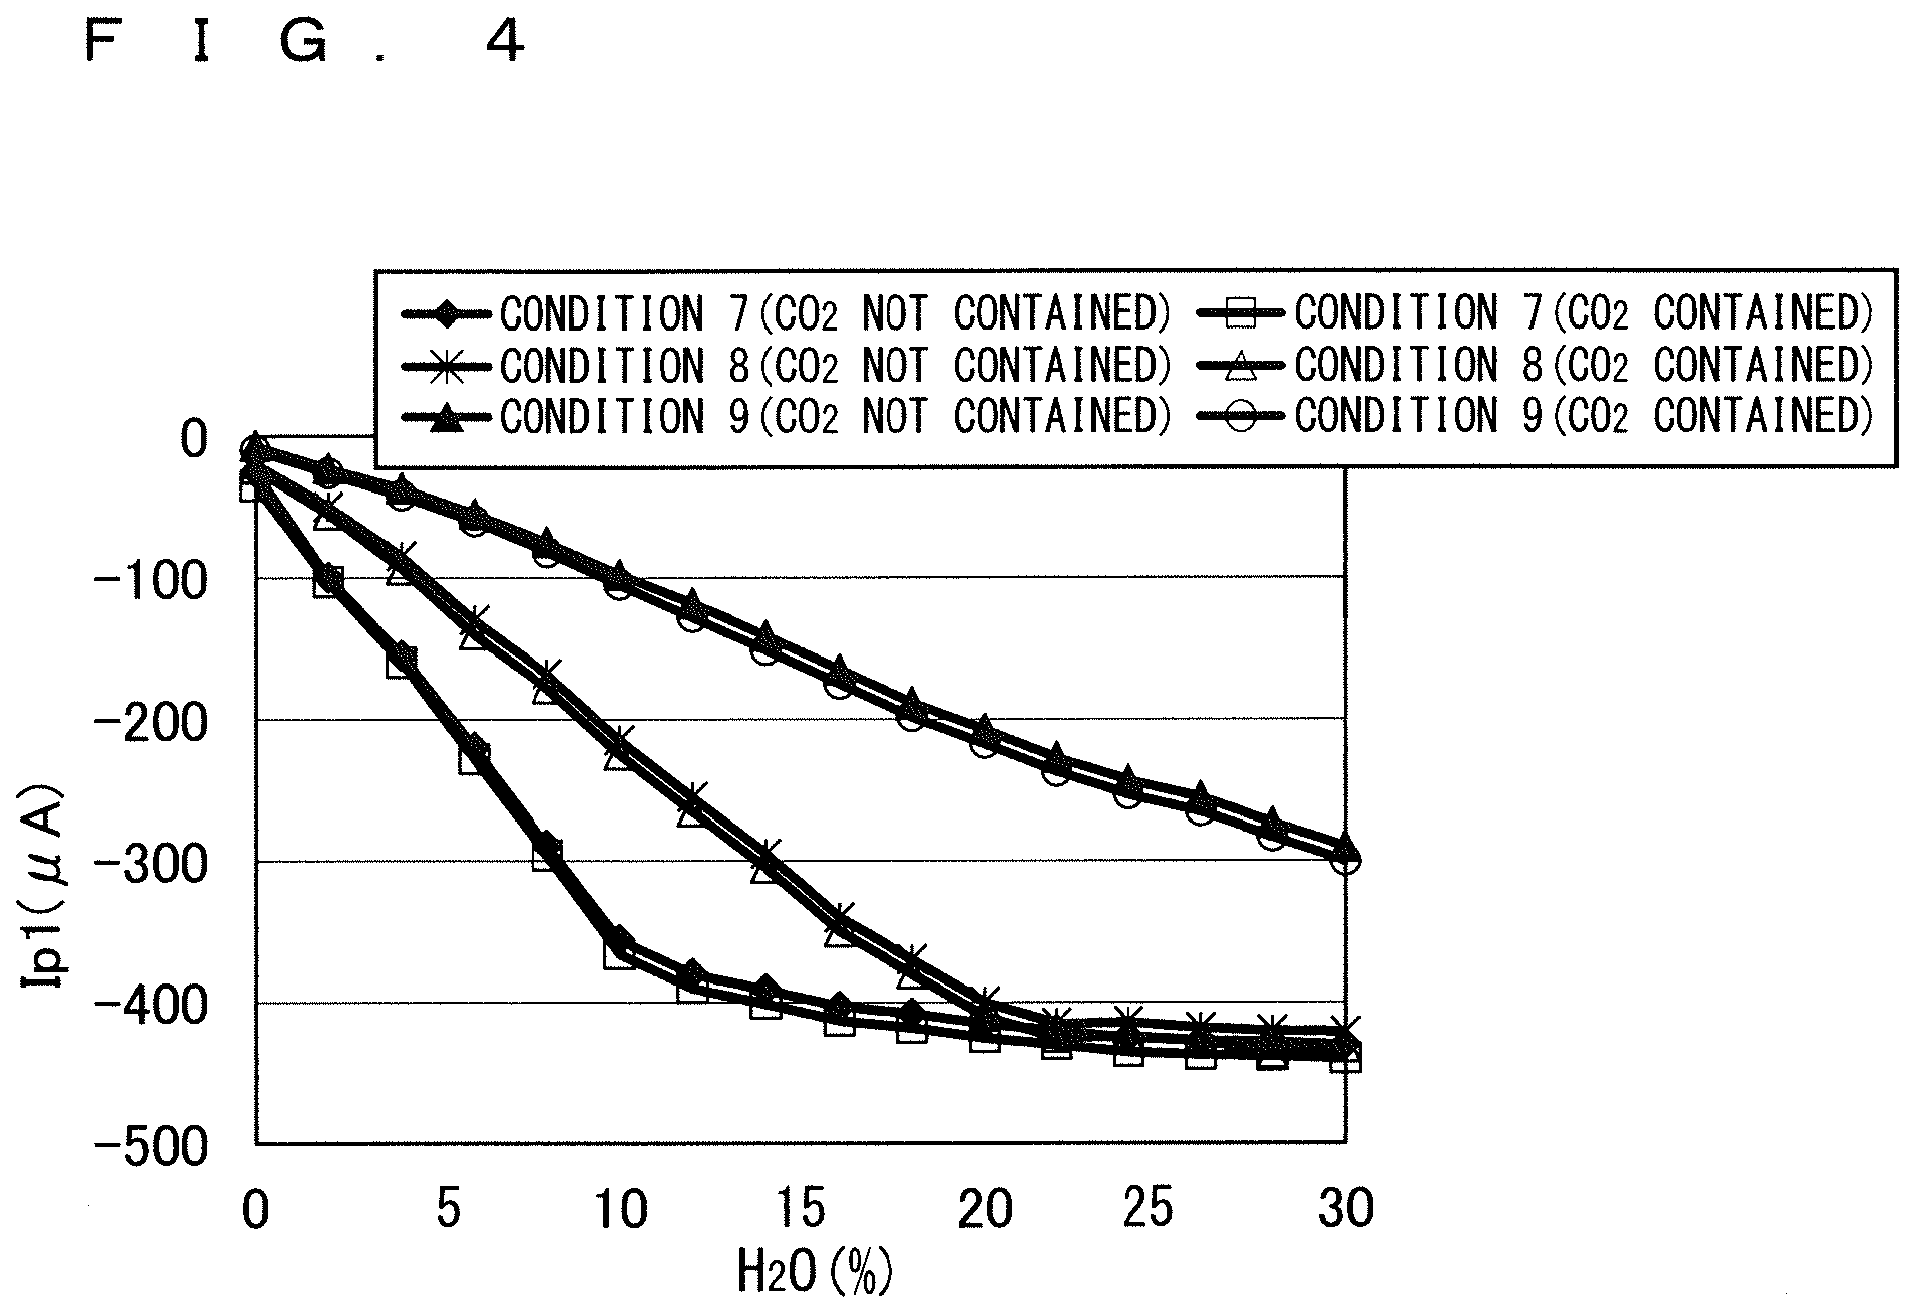 FIG. 4
CONDITION 7(CO2 NOT CONTAINED) CONDITION 7(CO2 CONTAINED)
CONDITION 8(CO2 NOT CONTAINED) CONDITION 8(CO2 CONTAINED)
CONDITION 9(CO2 NOT CONTAINED) CONDITION 9(CO2 CONTAINED)
0
-100
-200
-300
-400
-500
Ip1(μA)
0 5 10 15 20 25 30
H2O(%)